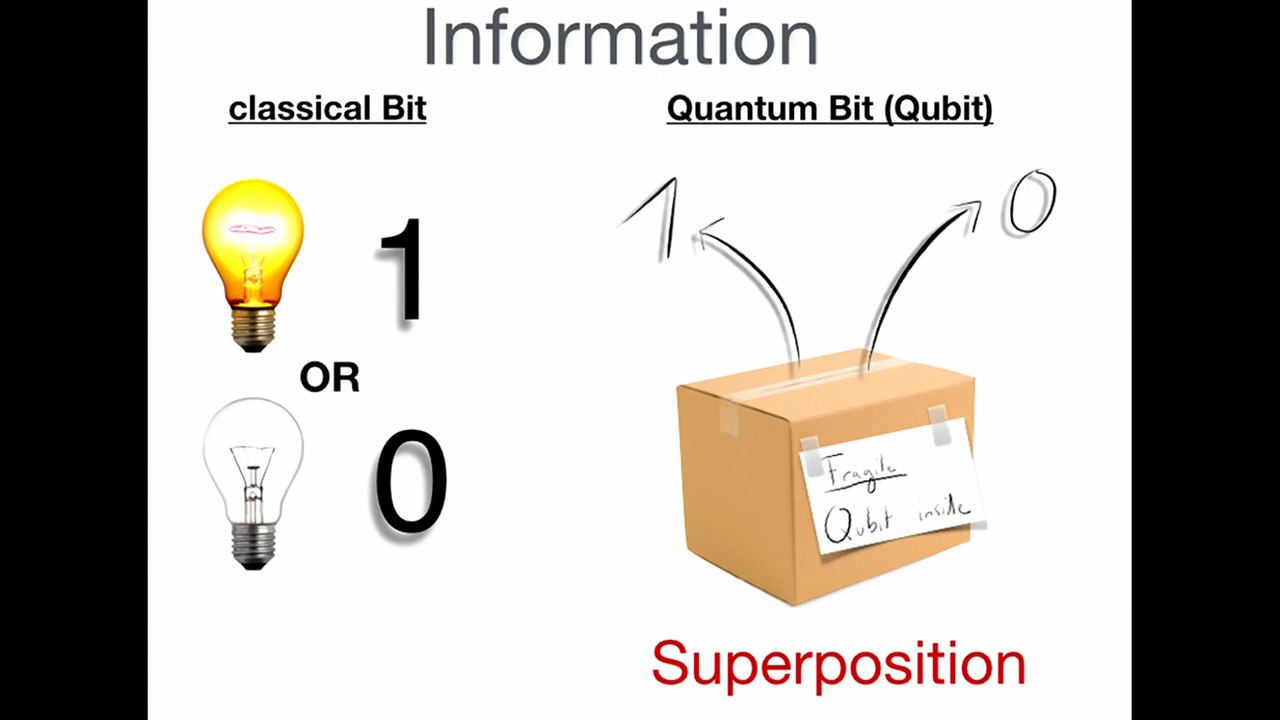 Information
classical Bit
1
OR
0
Quantum Bit (Qubit)
1
0
Fragile
Qubit inside
Superposition